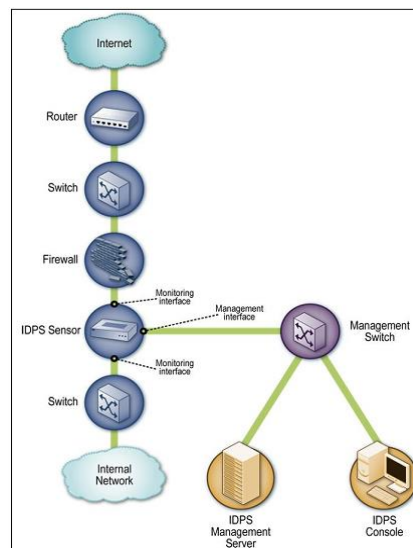 Internet
Router
Switch
Firewall
Monitoring
interface
Management
interface
IDPS Sensor
Management
Switch
Monitoring
interface
Switch
Internal
Network
IDPS
Management
Server
IDPS
Console